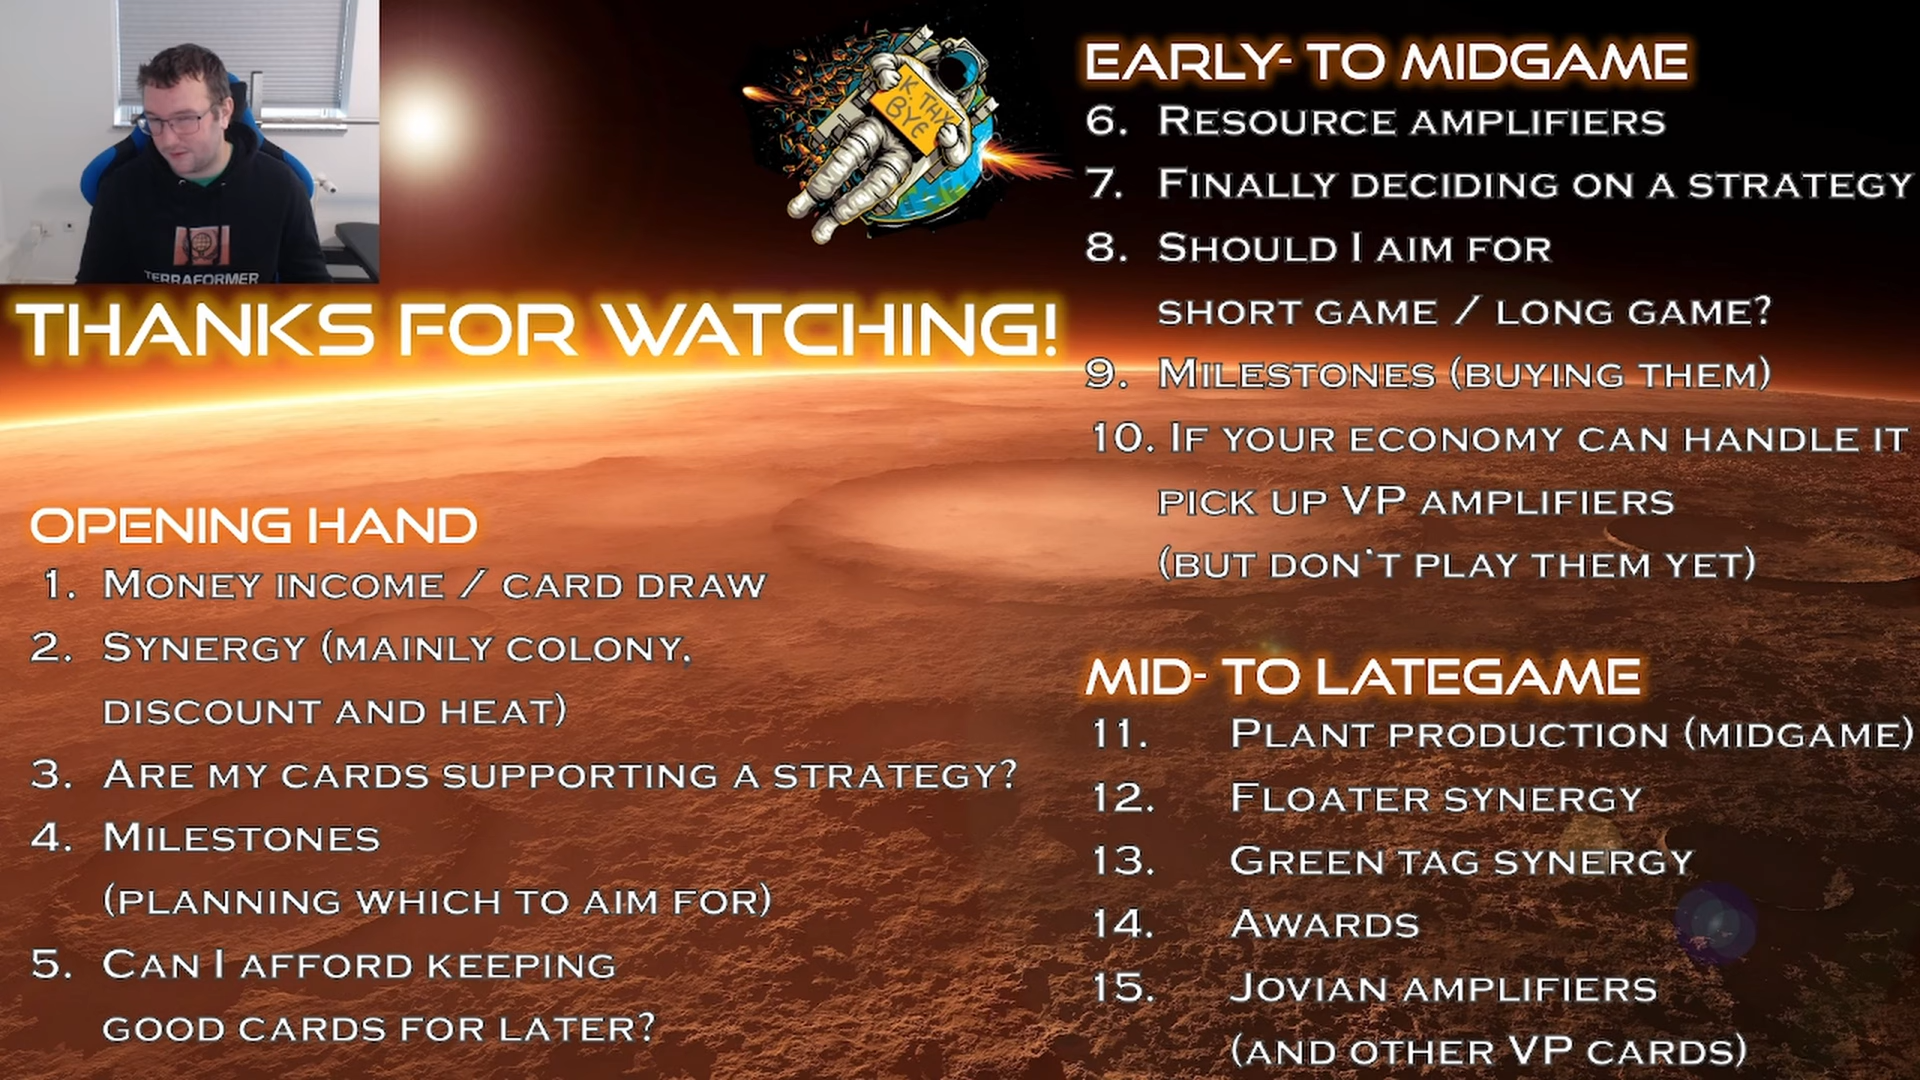 TERRAFORMER
K. THX
BYE
THANKS FOR WATCHING!
OPENING HAND
1. MONEY INCOME / CARD DRAW
2. SYNERGY (MAINLY COLONY,
DISCOUNT AND HEAT)
3. ARE MY CARDS SUPPORTING A STRATEGY?
4. MILESTONES
(PLANNING WHICH TO AIM FOR)
5. CAN I AFFORD KEEPING
GOOD CARDS FOR LATER?
EARLY- TO MIDGAME
6. RESOURCE AMPLIFIERS
7. FINALLY DECIDING ON A STRATEGY
8. SHOULD I AIM FOR
SHORT GAME / LONG GAME?
9. MILESTONES (BUYING THEM)
10. IF YOUR ECONOMY CAN HANDLE IT
PICK UP VP AMPLIFIERS
(BUT DON'T PLAY THEM YET)
MID- TO LATEGAME
11. PLANT PRODUCTION (MIDGAME)
12. FLOATER SYNERGY
13. GREEN TAG SYNERGY
14. AWARDS
15. JOVIAN AMPLIFIERS
(AND OTHER VP CARDS)